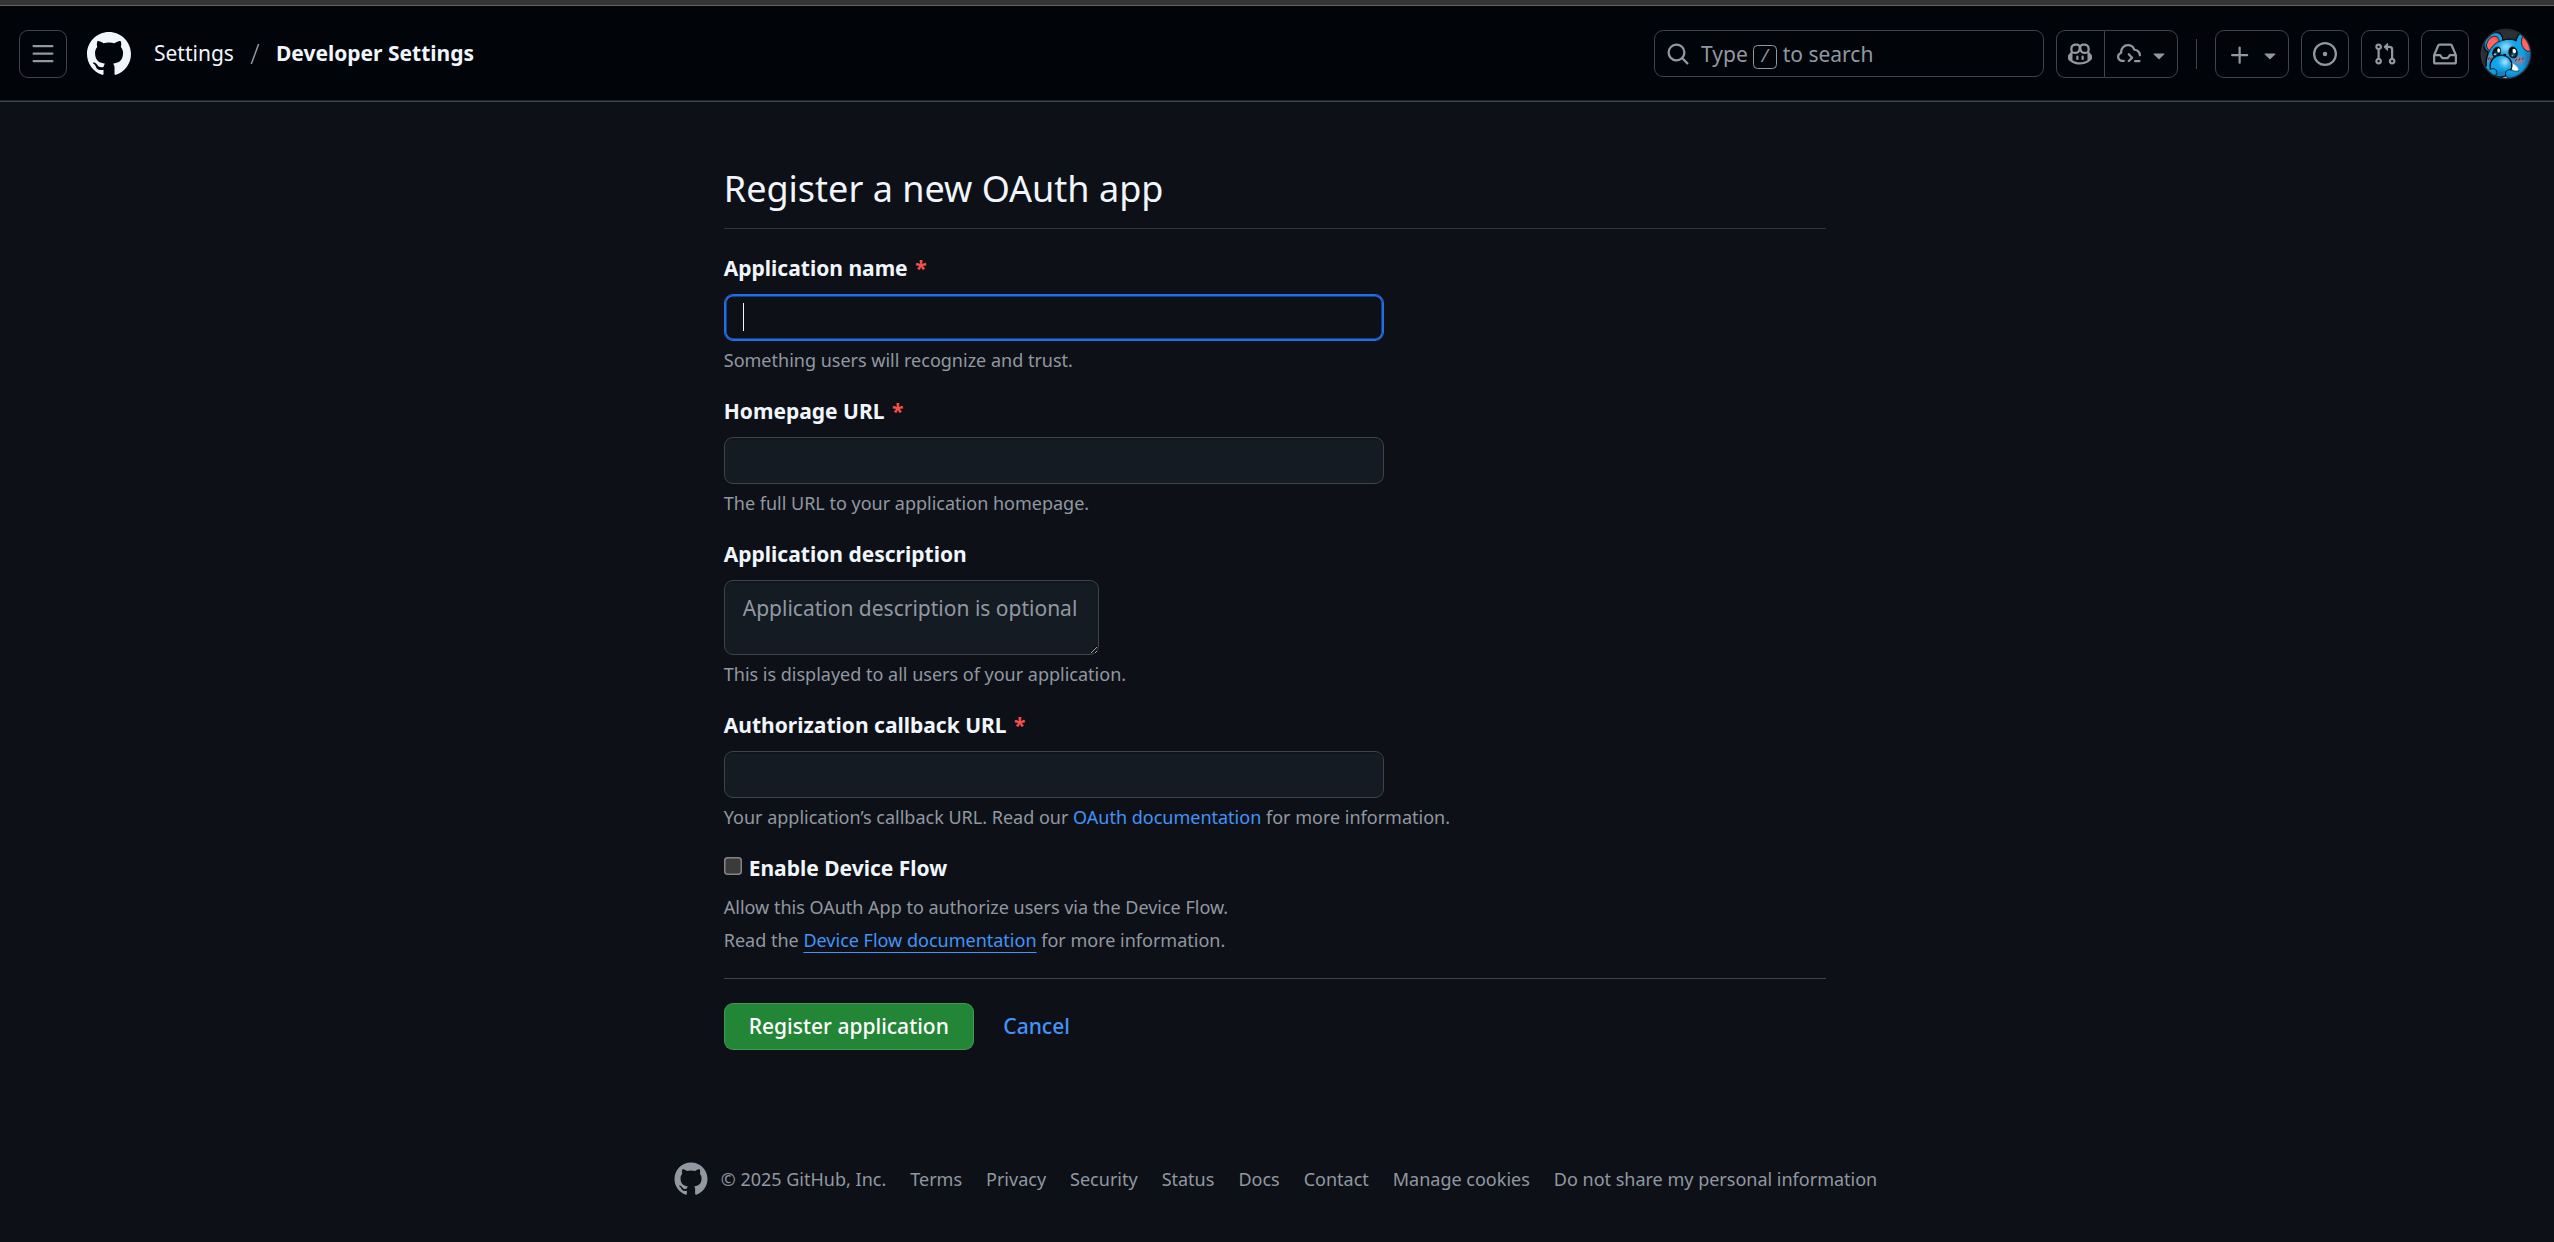 Settings / Developer Settings
Type / to search
Register a new OAuth app
Application name *
Something users will recognize and trust.
Homepage URL *
The full URL to your application homepage.
Application description
Application description is optional
This is displayed to all users of your application.
Authorization callback URL *
Your application’s callback URL. Read our OAuth documentation for more information.
Enable Device Flow
Allow this OAuth App to authorize users via the Device Flow.
Read the Device Flow documentation for more information.
Register application Cancel
© 2025 GitHub, Inc. Terms Privacy Security Status Docs Contact Manage cookies Do not share my personal information